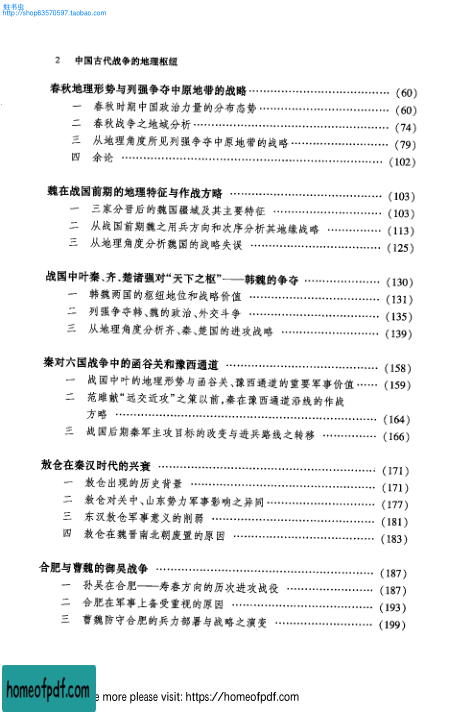 蛀书虫
http://shop63570597.taobao.com
2 中国古代战争的地理枢纽
春秋地理形势与列强争夺中原地带的战略 …… (60)
一 春秋时期中国政治力量的分布态势 …… (60)
二 春秋战争之地域分析 …… (74)
三 从地理角度所见列强争夺中原地带的战略 …… (79)
四 余论 …… (102)
魏在战国前期的地理特征与作战方略 …… (103)
一 三家分晋后的魏国疆域及其主要特征 …… (103)
二 从战国前期魏之用兵方向和次序分析其地缘战略 …… (113)
三 从地理角度分析魏国的战略失误 …… (125)
战国中叶秦、齐、楚诸强对“天下之枢”——韩魏的争夺 …… (130)
一 韩魏两国的枢纽地位和战略价值 …… (131)
二 列强争夺韩、魏的政治、外交斗争 …… (135)
三 从地理角度分析齐、秦、楚国的进攻战略 …… (139)
秦对六国战争中的函谷关和豫西通道 …… (158)
一 战国中叶的地理形势与函谷关、豫西通道的重要军事价值 …… (159)
二 范雎献“远交近攻”之策以前,秦在豫西通道沿线的作战
方略 …… (164)
三 战国后期秦军主攻目标的改变与进兵路线之转移 …… (166)
敖仓在秦汉时代的兴衰 …… (171)
一 敖仓出现的历史背景 …… (171)
二 敖仓对关中、山东势力军事影响之异同 …… (177)
三 东汉敖仓军事意义的削弱 …… (181)
四 敖仓在魏晋南北朝废置的原因 …… (183)
合肥与曹魏的御吴战争 …… (187)
一 孙吴在合肥——寿春方向的历次进攻战役 …… (187)
二 合肥在军事上备受重视的原因 …… (193)
三 曹魏防守合肥的兵力部署与战略之演变 …… (199)
homeofpdf.com
e more please visit: https://homeofpdf.com